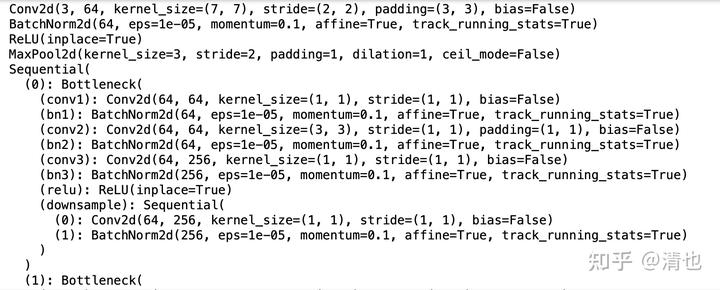 Conv2d(3, 64, kernel_size=(7, 7), stride=(2, 2), padding=(3, 3), bias=False)
BatchNorm2d(64, eps=1e-05, momentum=0.1, affine=True, track_running_stats=True)
ReLU(inplace=True)
MaxPool2d(kernel_size=3, stride=2, padding=1, dilation=1, ceil_mode=False)
Sequential(
  (0): Bottleneck(
    (conv1): Conv2d(64, 64, kernel_size=(1, 1), stride=(1, 1), bias=False)
    (bn1): BatchNorm2d(64, eps=1e-05, momentum=0.1, affine=True, track_running_stats=True)
    (conv2): Conv2d(64, 64, kernel_size=(3, 3), stride=(1, 1), padding=(1, 1), bias=False)
    (bn2): BatchNorm2d(64, eps=1e-05, momentum=0.1, affine=True, track_running_stats=True)
    (conv3): Conv2d(64, 256, kernel_size=(1, 1), stride=(1, 1), bias=False)
    (bn3): BatchNorm2d(256, eps=1e-05, momentum=0.1, affine=True, track_running_stats=True)
    (relu): ReLU(inplace=True)
    (downsample): Sequential(
      (0): Conv2d(64, 256, kernel_size=(1, 1), stride=(1, 1), bias=False)
      (1): BatchNorm2d(256, eps=1e-05, momentum=0.1, affine=True, track_running_stats=True)
    )
  )
  (1): Bottleneck(
知乎 @清也